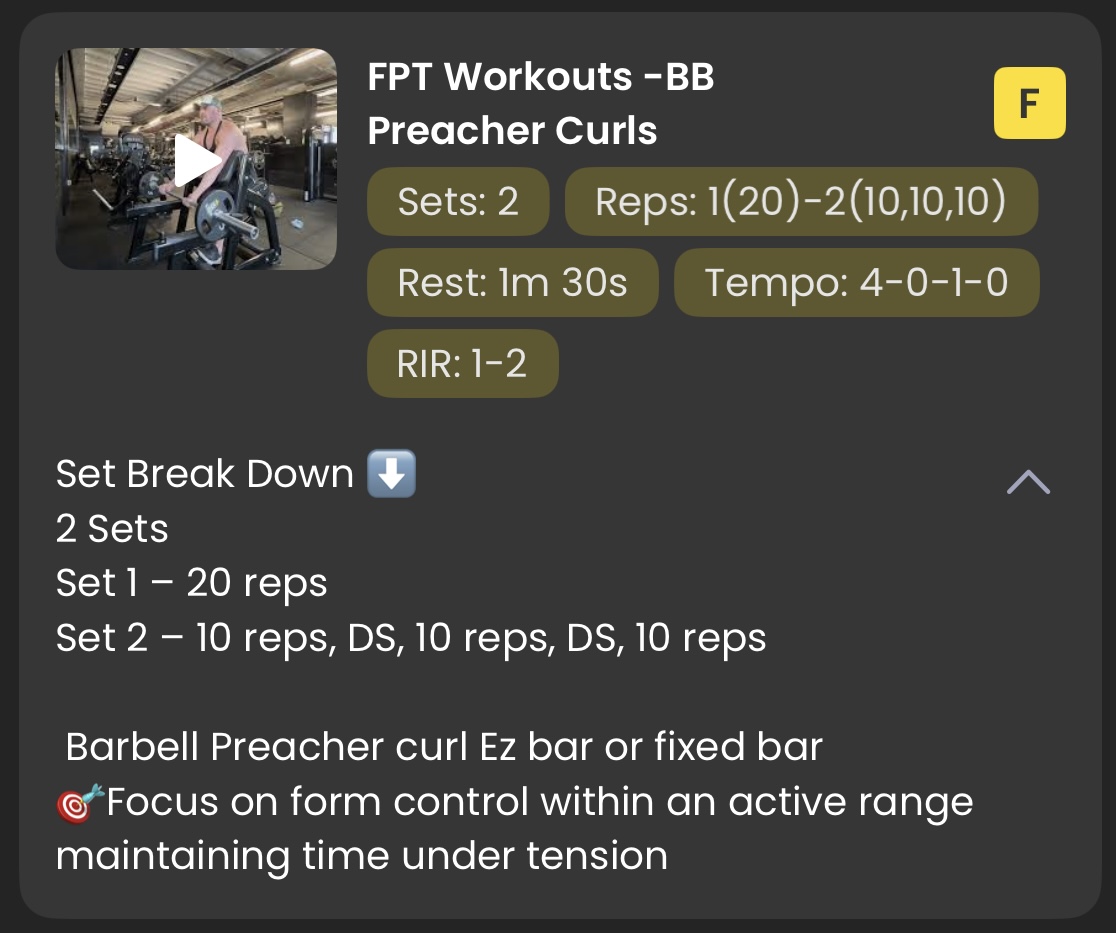 FPT Workouts -BB
Preacher Curls
F
Sets: 2
Reps: 1(20)-2(10,10,10)
Rest: 1m 30s
Tempo: 4-0-1-0
RIR: 1-2
Set Break Down ⬇️
2 Sets
Set 1 – 20 reps
Set 2 – 10 reps, DS, 10 reps, DS, 10 reps
Barbell Preacher curl Ez bar or fixed bar
🎯Focus on form control within an active range
maintaining time under tension